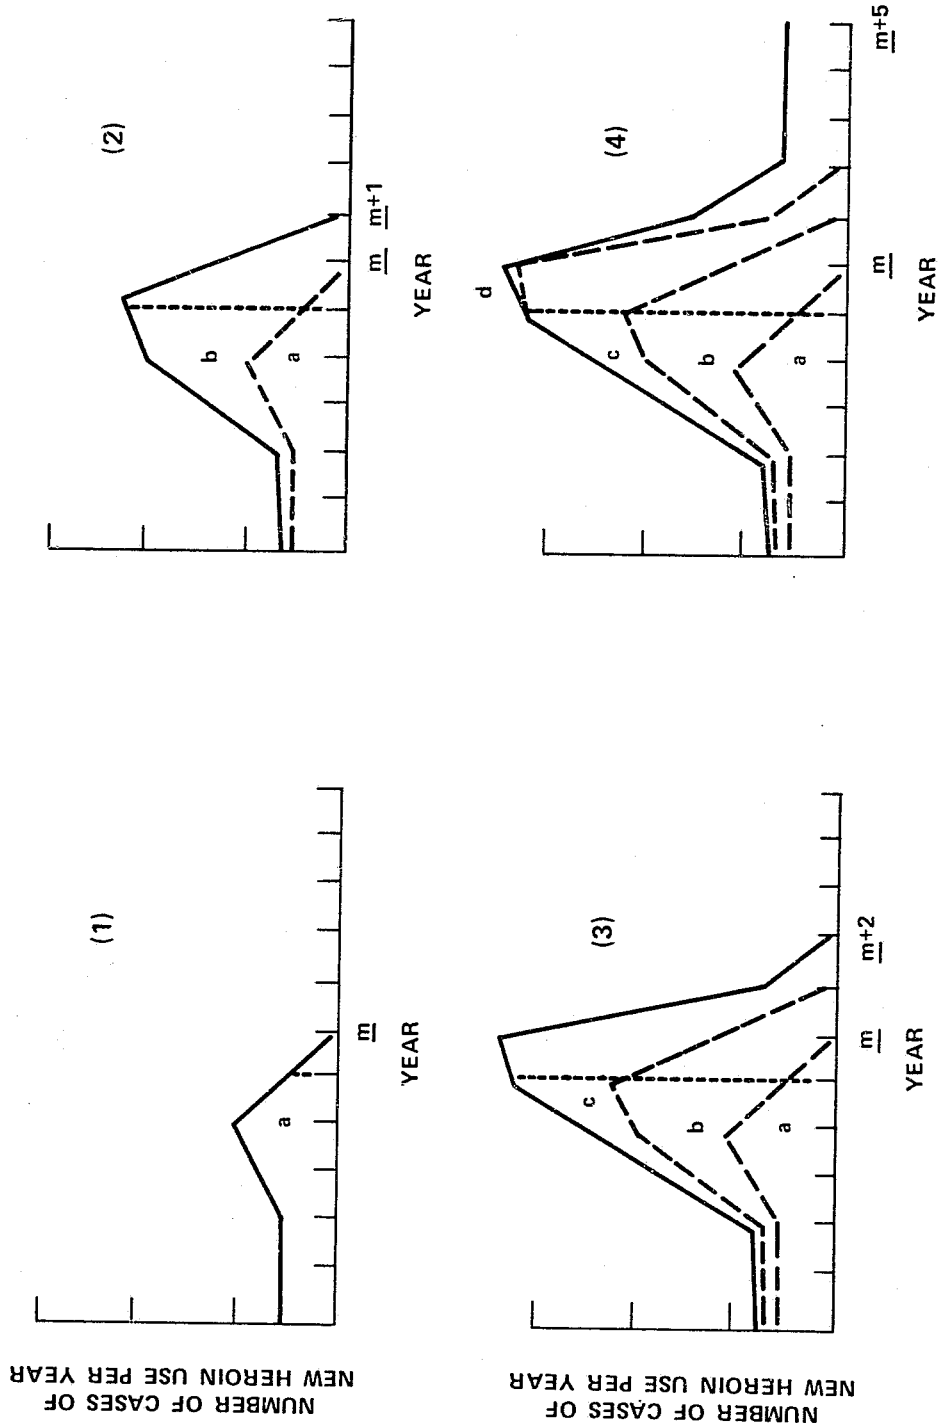 (1)
a
m
YEAR
NUMBER OF CASES OF
NEW HEROIN USE PER YEAR
(2)
b
a
m
m+1
YEAR
(3)
c
b
a
m
m+2
YEAR
NUMBER OF CASES OF
NEW HEROIN USE PER YEAR
(4)
d
c
b
a
m
m+5
YEAR